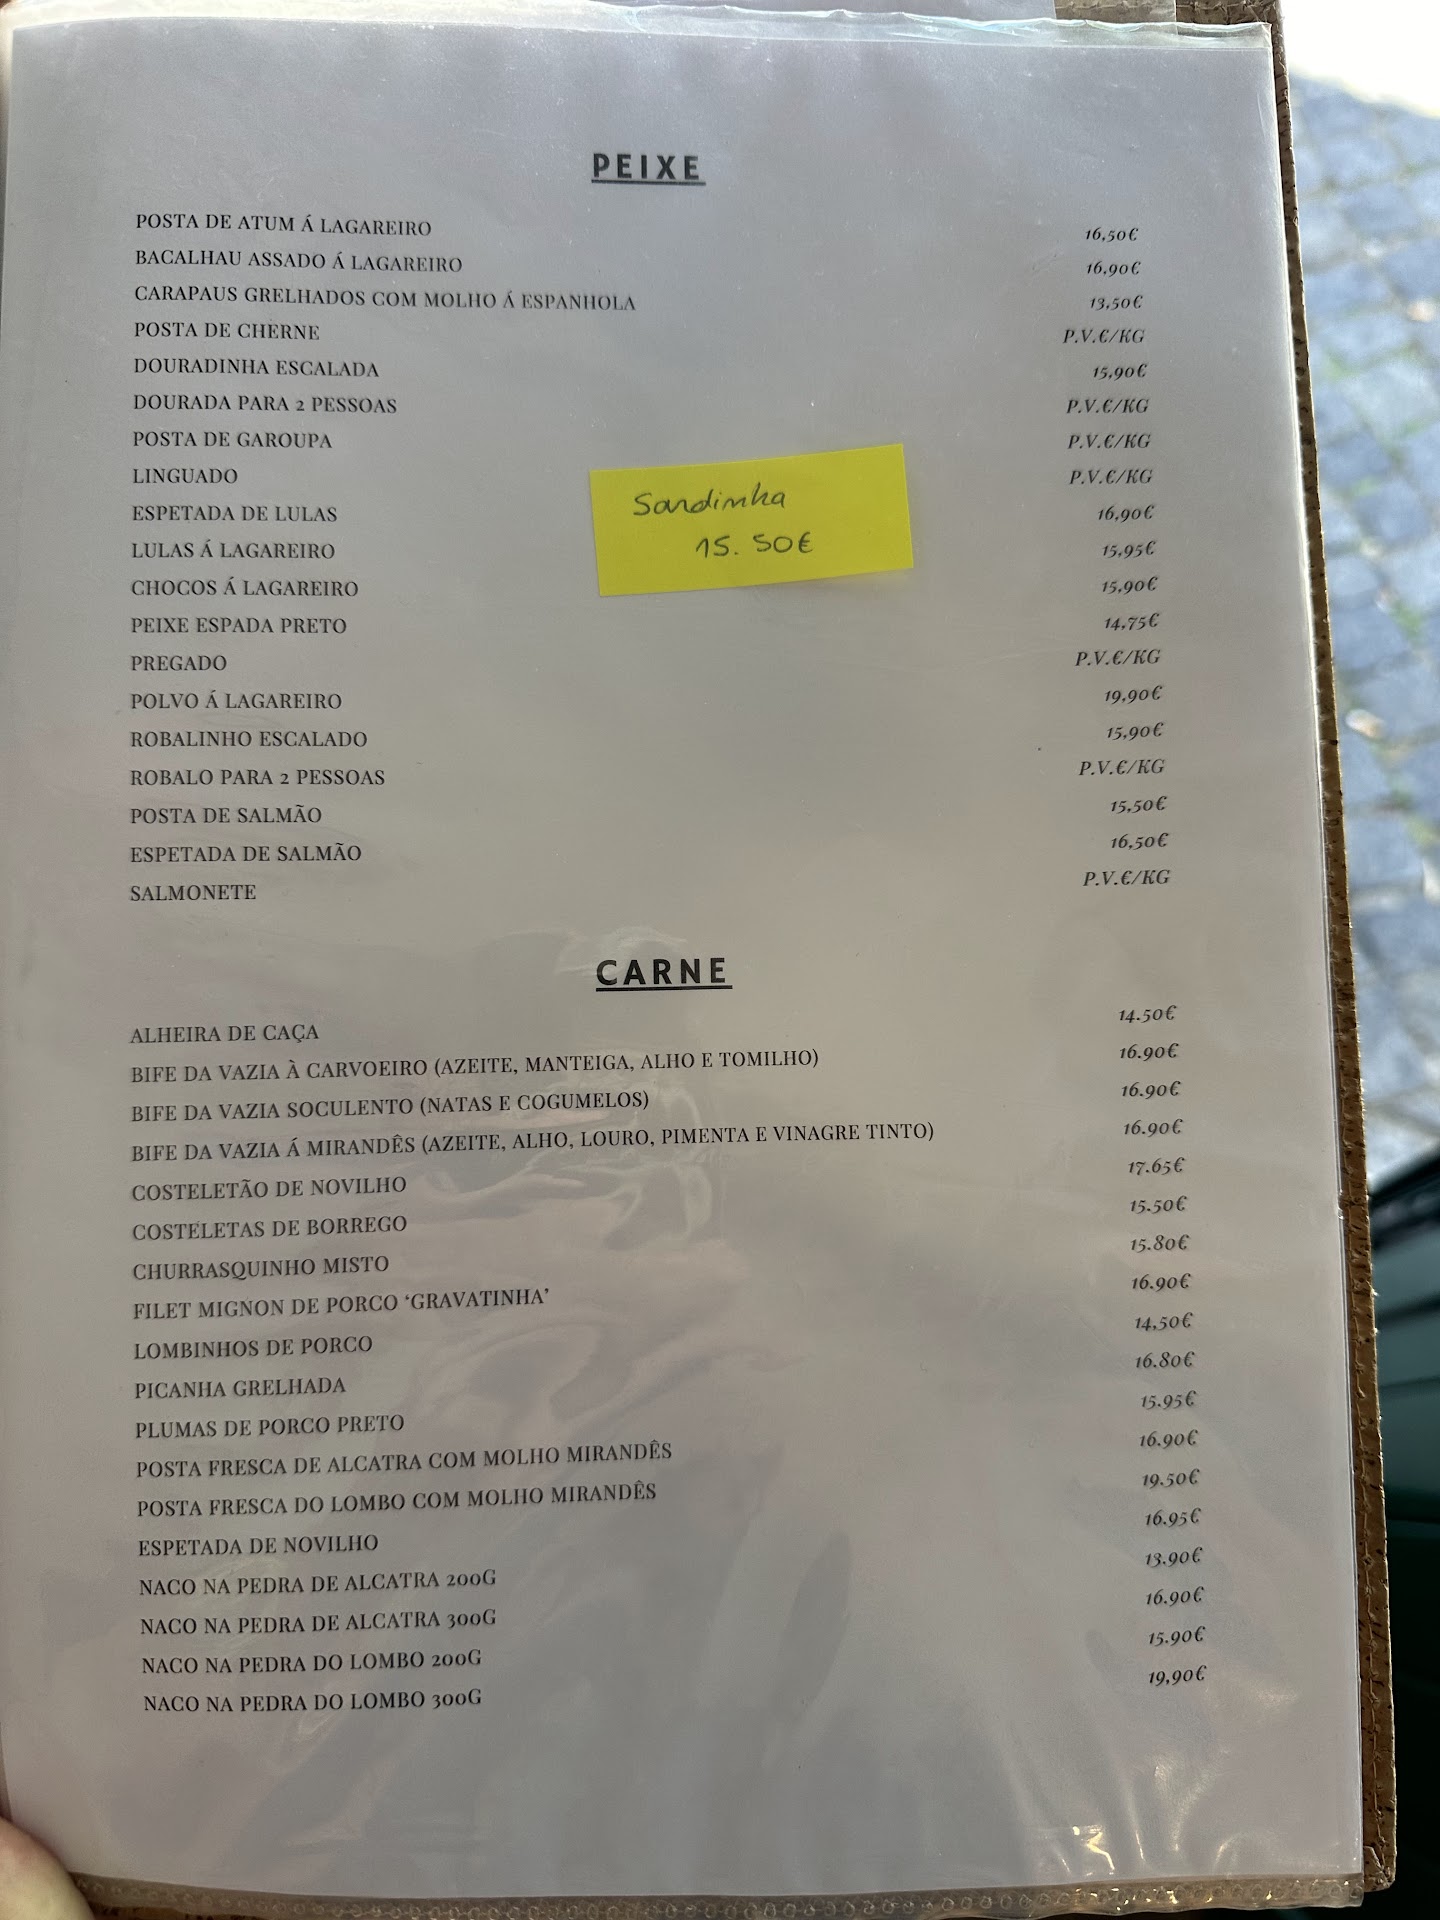 PEIXE
POSTA DE ATUM Á LAGAREIRO 16,50€
BACALHAU ASSADO Á LAGAREIRO 16,90€
CARAPAUS GRELHADOS COM MOLHO Á ESPANHOLA 13,50€
POSTA DE CHERNE P.V.€/KG
DOURADINHA ESCALADA 15,90€
DOURADA PARA 2 PESSOAS P.V.€/KG
POSTA DE GAROUPA P.V.€/KG
LINGUADO P.V.€/KG
ESPETADA DE LULAS 16,90€
LULAS Á LAGAREIRO 15,95€
CHOCOS Á LAGAREIRO 15,90€
PEIXE ESPADA PRETO 14,75€
PREGADO P.V.€/KG
POLVO Á LAGAREIRO 19,90€
ROBALINHO ESCALADO 15,90€
ROBALO PARA 2 PESSOAS P.V.€/KG
POSTA DE SALMÃO 15,50€
ESPETADA DE SALMÃO 16,50€
SALMONETE P.V.€/KG
Sardinha
15.50€
CARNE
ALHEIRA DE CAÇA 14.50€
BIFE DA VAZIA À CARVOEIRO (AZEITE, MANTEIGA, ALHO E TOMILHO) 16.90€
BIFE DA VAZIA SOCULENTO (NATAS E COGUMELOS) 16.90€
BIFE DA VAZIA Á MIRANDÊS (AZEITE, ALHO, LOURO, PIMENTA E VINAGRE TINTO) 16.90€
COSTELETÃO DE NOVILHO 17.65€
COSTELETAS DE BORREGO 15.50€
CHURRASQUINHO MISTO 15.80€
FILET MIGNON DE PORCO ‘GRAVATINHA’ 16.90€
LOMBINHOS DE PORCO 14,50€
PICANHA GRELHADA 16.80€
PLUMAS DE PORCO PRETO 15.95€
POSTA FRESCA DE ALCATRA COM MOLHO MIRANDÊS 16.90€
POSTA FRESCA DO LOMBO COM MOLHO MIRANDÊS 19.50€
ESPETADA DE NOVILHO 16.95€
NACO NA PEDRA DE ALCATRA 200G 13.90€
NACO NA PEDRA DE ALCATRA 300G 16.90€
NACO NA PEDRA DO LOMBO 200G 15.90€
NACO NA PEDRA DO LOMBO 300G 19,90€